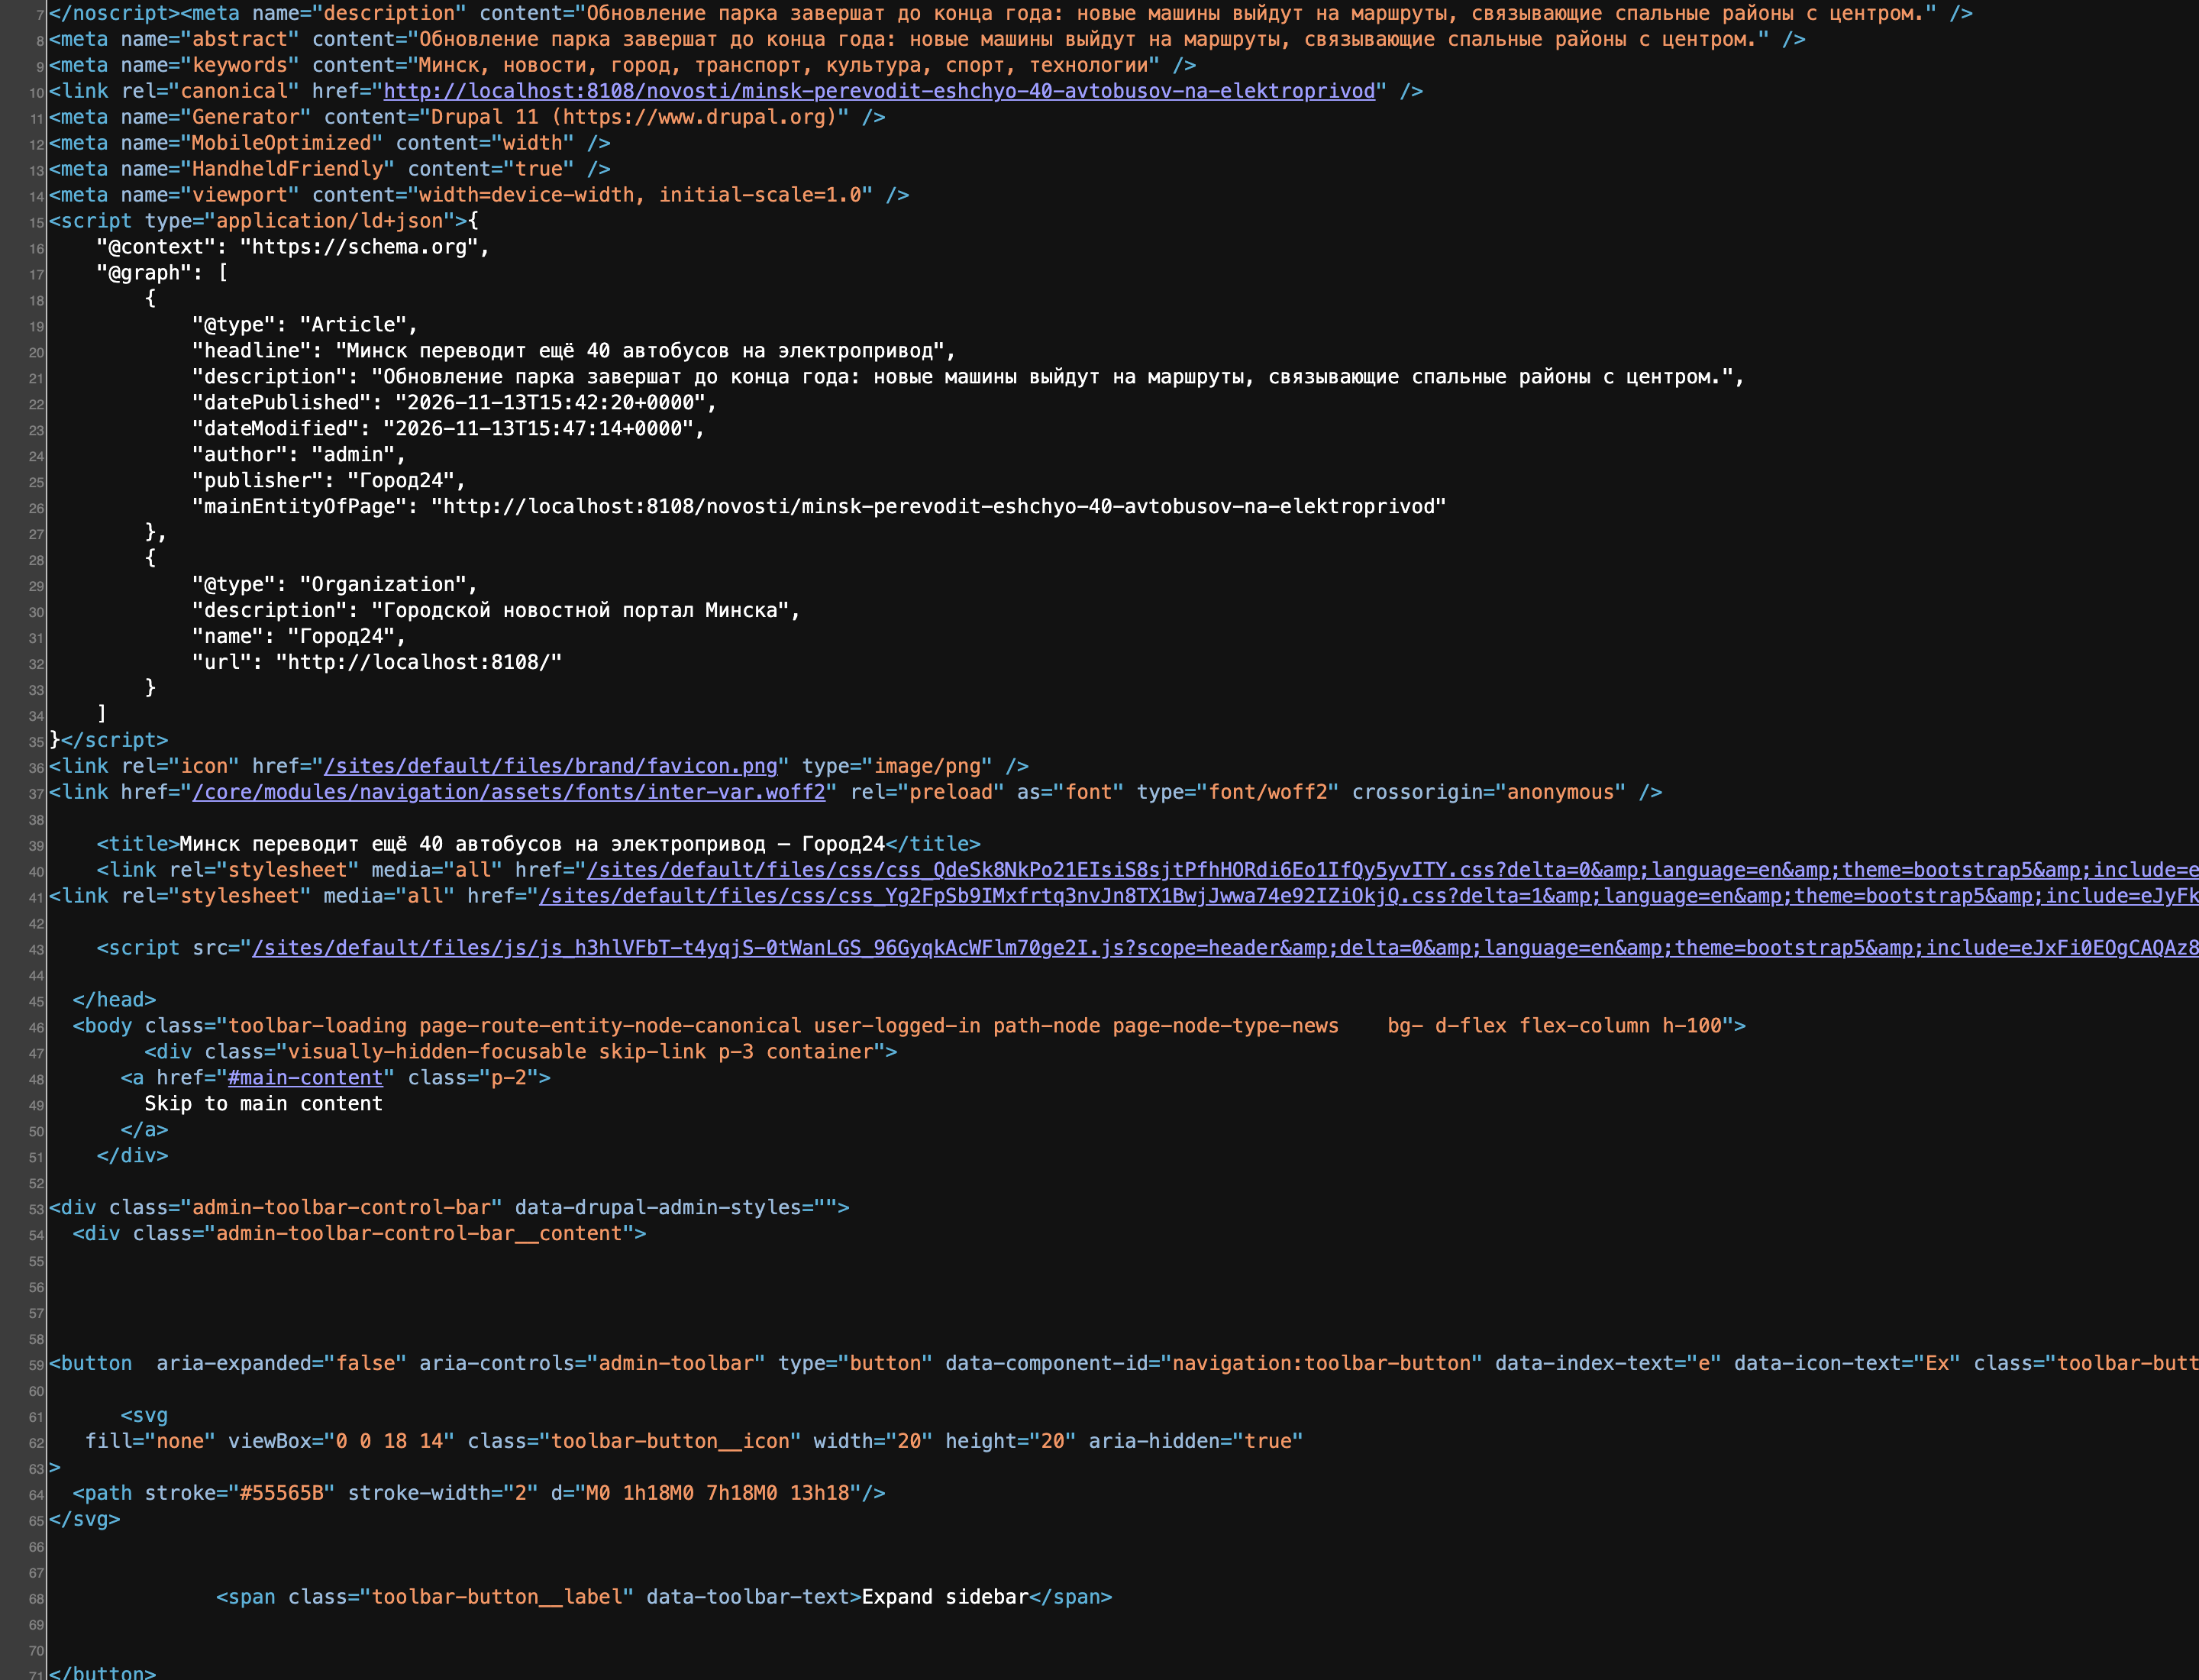 7 </noscript><meta name="description" content="Обновление парка завершат до конца года: новые машины выйдут на маршруты, связывающие спальные районы с центром." />
8 <meta name="abstract" content="Обновление парка завершат до конца года: новые машины выйдут на маршруты, связывающие спальные районы с центром." />
9 <meta name="keywords" content="Минск, новости, город, транспорт, культура, спорт, технологии" />
10 <link rel="canonical" href="http://localhost:8108/novosti/minsk-perevodit-eshchyo-40-avtobusov-na-elektroprivod" />
11 <meta name="Generator" content="Drupal 11 (https://www.drupal.org)" />
12 <meta name="MobileOptimized" content="width" />
13 <meta name="HandheldFriendly" content="true" />
14 <meta name="viewport" content="width=device-width, initial-scale=1.0" />
15 <script type="application/ld+json">{
16     "@context": "https://schema.org",
17     "@graph": [
18         {
19             "@type": "Article",
20             "headline": "Минск переводит ещё 40 автобусов на электропривод",
21             "description": "Обновление парка завершат до конца года: новые машины выйдут на маршруты, связывающие спальные районы с центром.",
22             "datePublished": "2026-11-13T15:42:20+0000",
23             "dateModified": "2026-11-13T15:47:14+0000",
24             "author": "admin",
25             "publisher": "Город24",
26             "mainEntityOfPage": "http://localhost:8108/novosti/minsk-perevodit-eshchyo-40-avtobusov-na-elektroprivod"
27         },
28         {
29             "@type": "Organization",
30             "description": "Городской новостной портал Минска",
31             "name": "Город24",
32             "url": "http://localhost:8108/"
33         }
34     ]
35 }</script>
36 <link rel="icon" href="/sites/default/files/brand/favicon.png" type="image/png" />
37 <link href="/core/modules/navigation/assets/fonts/inter-var.woff2" rel="preload" as="font" type="font/woff2" crossorigin="anonymous" />
38
39     <title>Минск переводит ещё 40 автобусов на электропривод — Город24</title>
40     <link rel="stylesheet" media="all" href="/sites/default/files/css/css_QdeSk8NkPo21EIsiS8sjtPfhHORdi6Eo1IfQy5yvITY.css?delta=0&amp;language=en&amp;theme=bootstrap5&amp;include=e
41 <link rel="stylesheet" media="all" href="/sites/default/files/css/css_Yg2FpSb9IMxfrtq3nvJn8TX1BwjJwwa74e92IZiOkjQ.css?delta=1&amp;language=en&amp;theme=bootstrap5&amp;include=eJyFk
42
43     <script src="/sites/default/files/js/js_h3hlVFbT-t4yqjS-0tWanLGS_96GyqkAcWFlm70ge2I.js?scope=header&amp;delta=0&amp;language=en&amp;theme=bootstrap5&amp;include=eJxFi0EOgCAQAz8
44
45   </head>
46   <body class="toolbar-loading page-route-entity-node-canonical user-logged-in path-node page-node-type-news    bg- d-flex flex-column h-100">
47         <div class="visually-hidden-focusable skip-link p-3 container">
48       <a href="#main-content" class="p-2">
49         Skip to main content
50       </a>
51     </div>
52
53 <div class="admin-toolbar-control-bar" data-drupal-admin-styles="">
54   <div class="admin-toolbar-control-bar__content">
55
56
57
58
59 <button  aria-expanded="false" aria-controls="admin-toolbar" type="button" data-component-id="navigation:toolbar-button" data-index-text="e" data-icon-text="Ex" class="toolbar-butt
60
61       <svg
62    fill="none" viewBox="0 0 18 14" class="toolbar-button__icon" width="20" height="20" aria-hidden="true"
63 >
64   <path stroke="#55565B" stroke-width="2" d="M0 1h18M0 7h18M0 13h18"/>
65 </svg>
66
67
68               <span class="toolbar-button__label" data-toolbar-text>Expand sidebar</span>
69
70
71 </button>